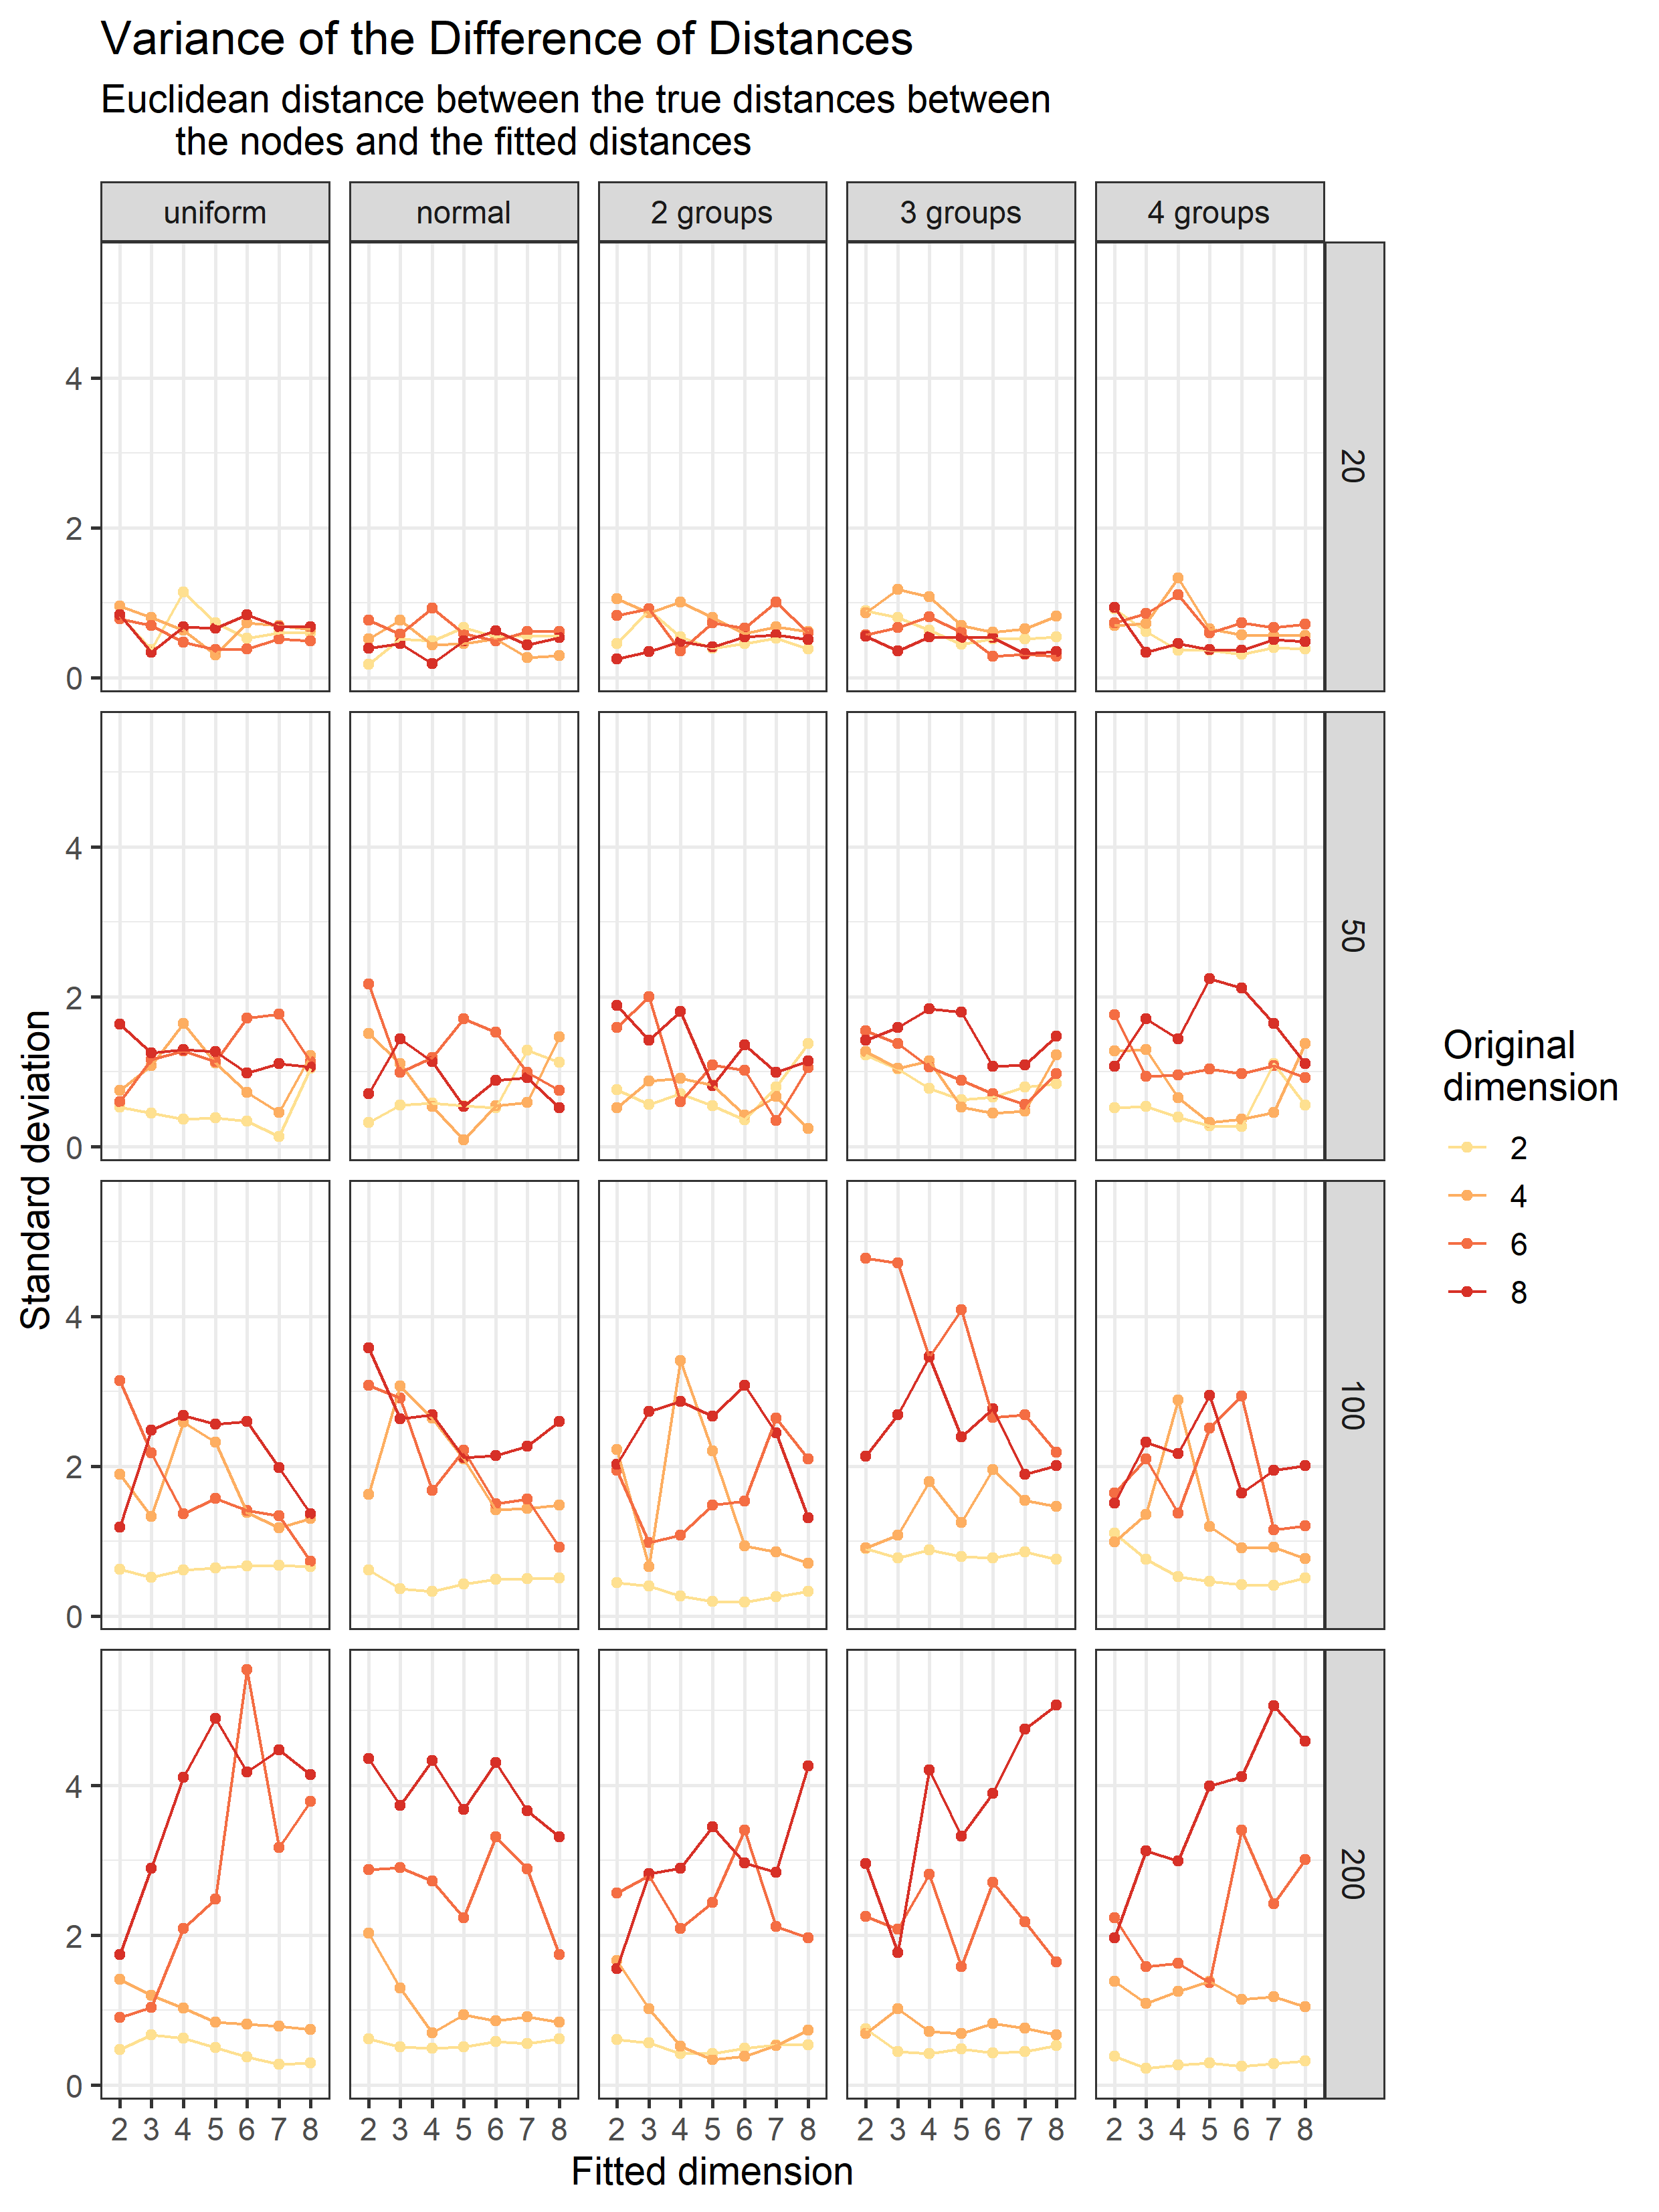 Variance of the Difference of Distances
Euclidean distance between the true distances between
the nodes and the fitted distances
uniform
normal
2 groups
3 groups
4 groups
4
2
0
20
4
2
0
50
4
2
0
100
4
2
0
200
Standard deviation
2 3 4 5 6 7 8
2 3 4 5 6 7 8
2 3 4 5 6 7 8
2 3 4 5 6 7 8
2 3 4 5 6 7 8
Fitted dimension
Original
dimension
2
4
6
8